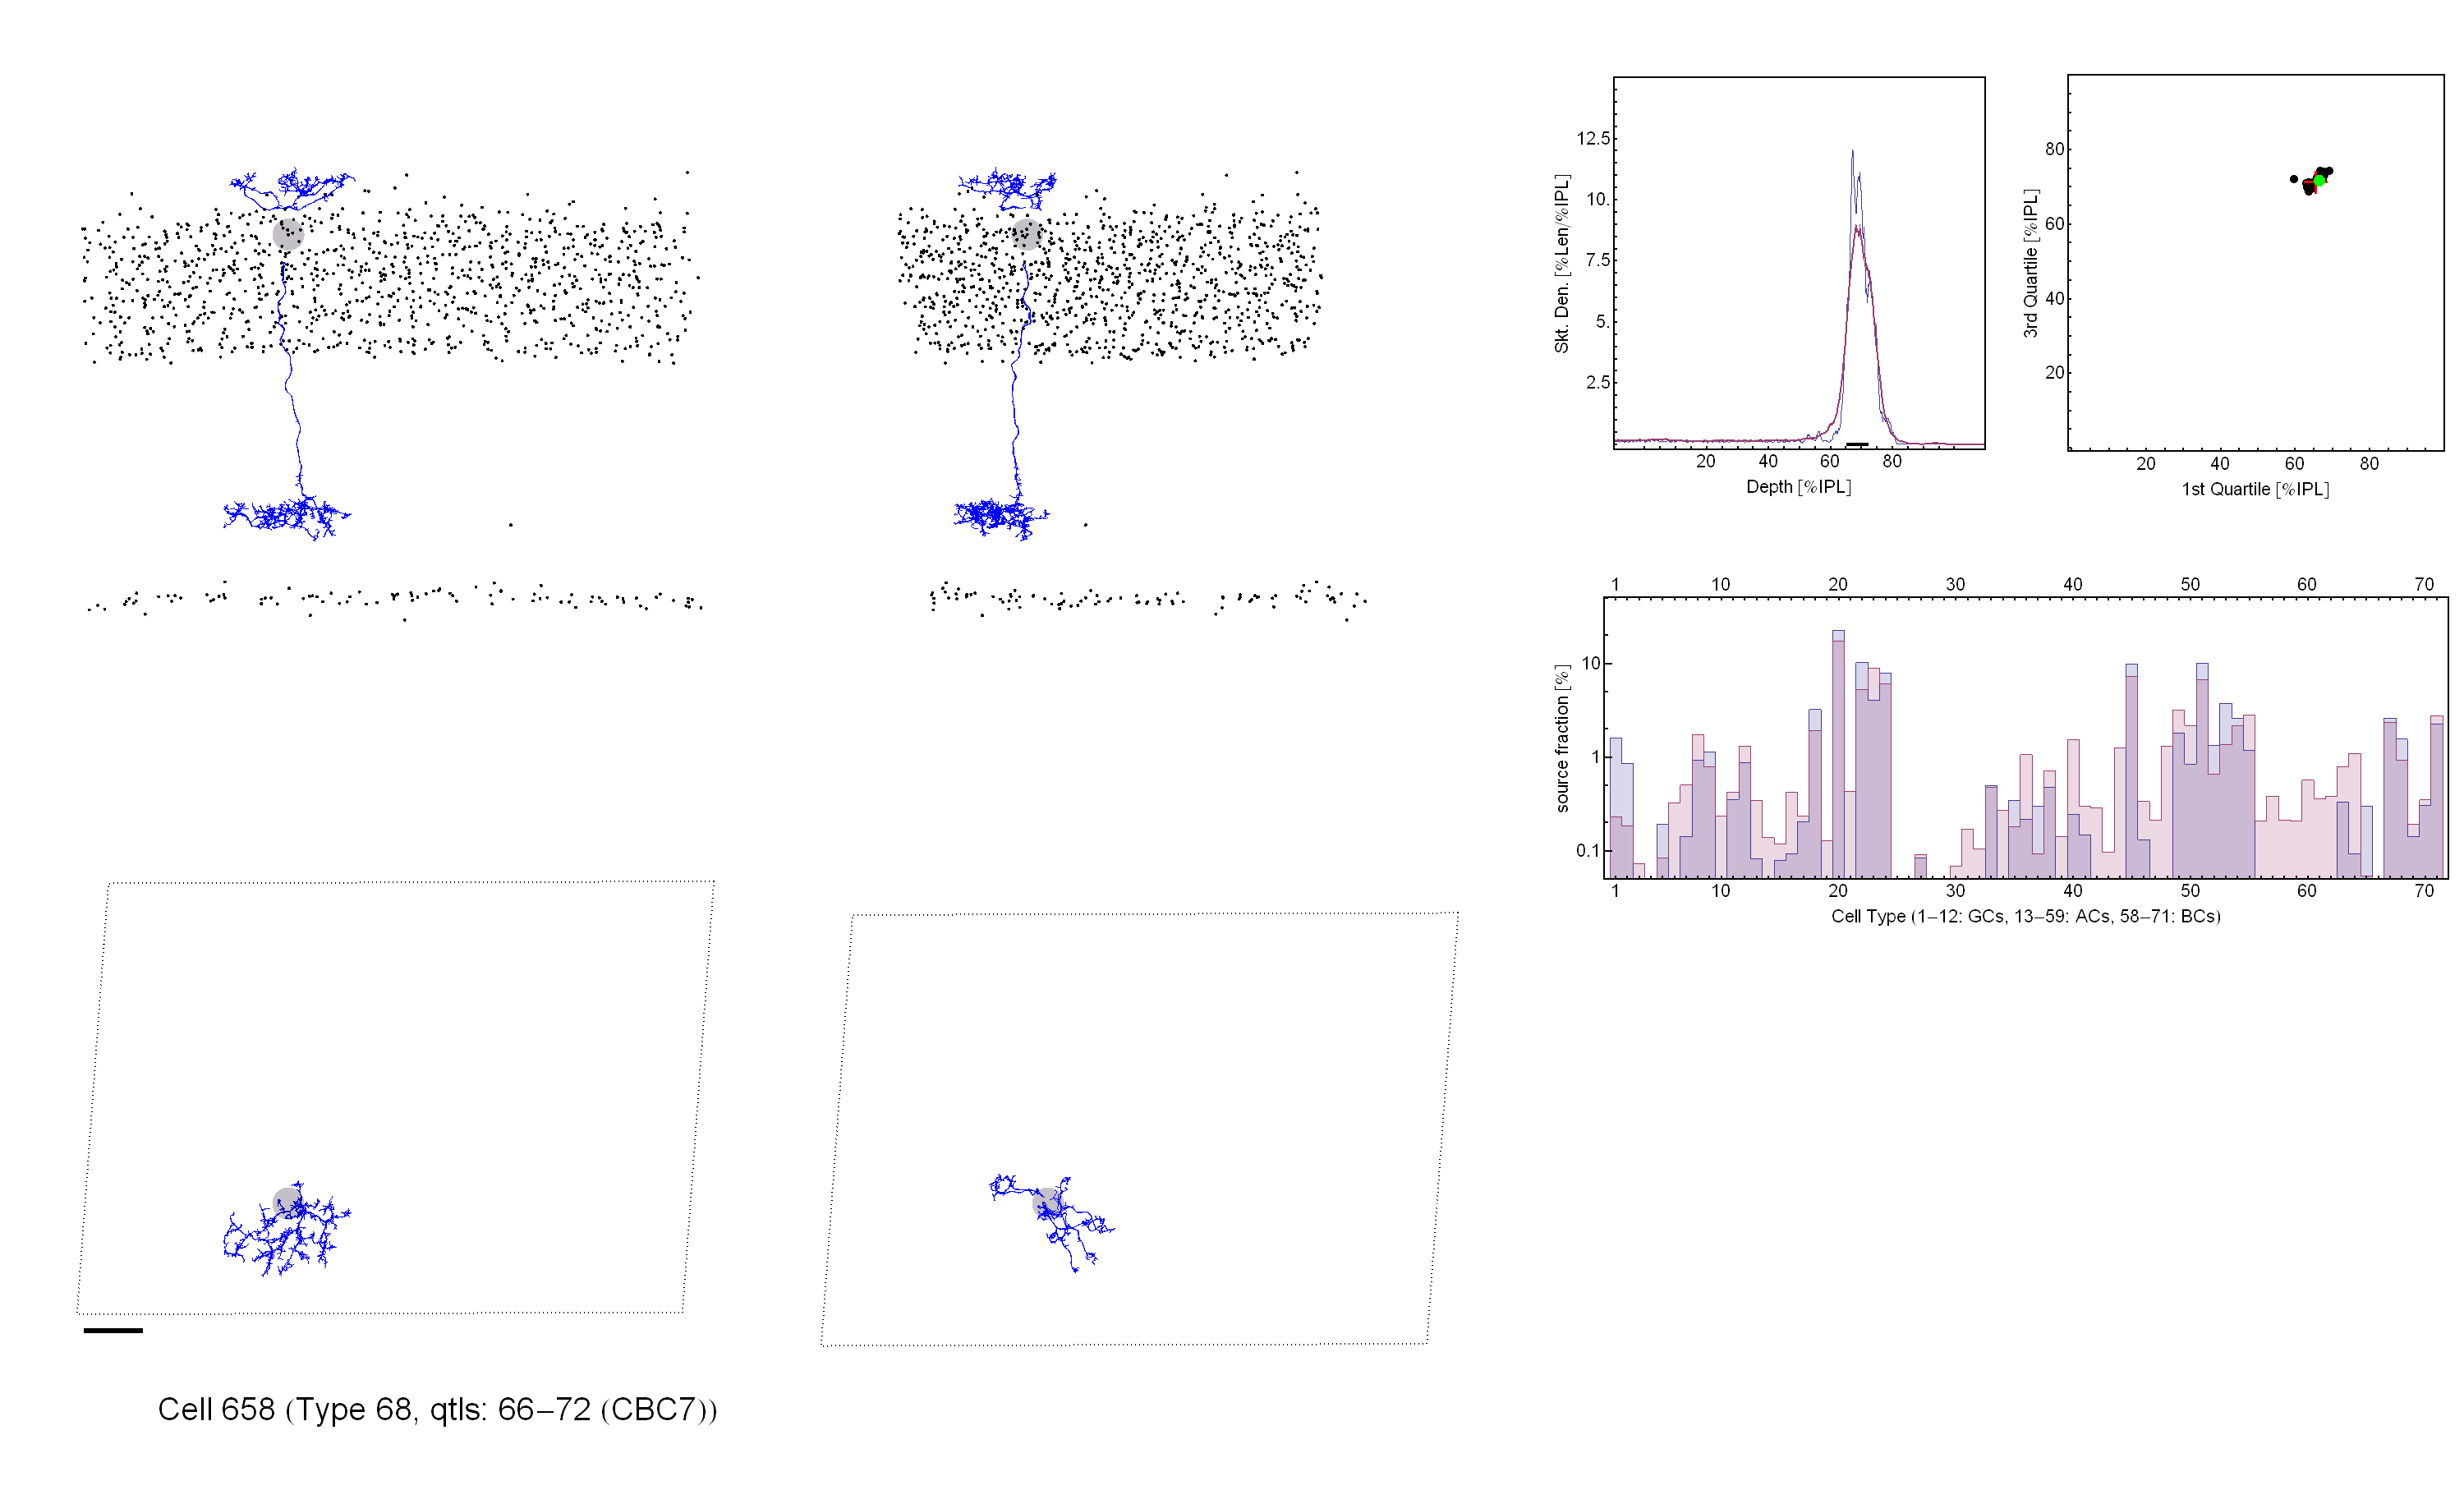 12.5
10.
7.5
5.
2.5
Skt. Den. [%Len/%IPL]
20 40 60 80
Depth [%IPL]
80
60
40
20
3rd Quartile [%IPL]
20 40 60 80
1st Quartile [%IPL]
1 10 20 30 40 50 60 70
10
1
0.1
source fraction [%]
1 10 20 30 40 50 60 70
Cell Type (1–12: GCs, 13–59: ACs, 58–71: BCs)
Cell 658 (Type 68, qtls: 66–72 (CBC7))